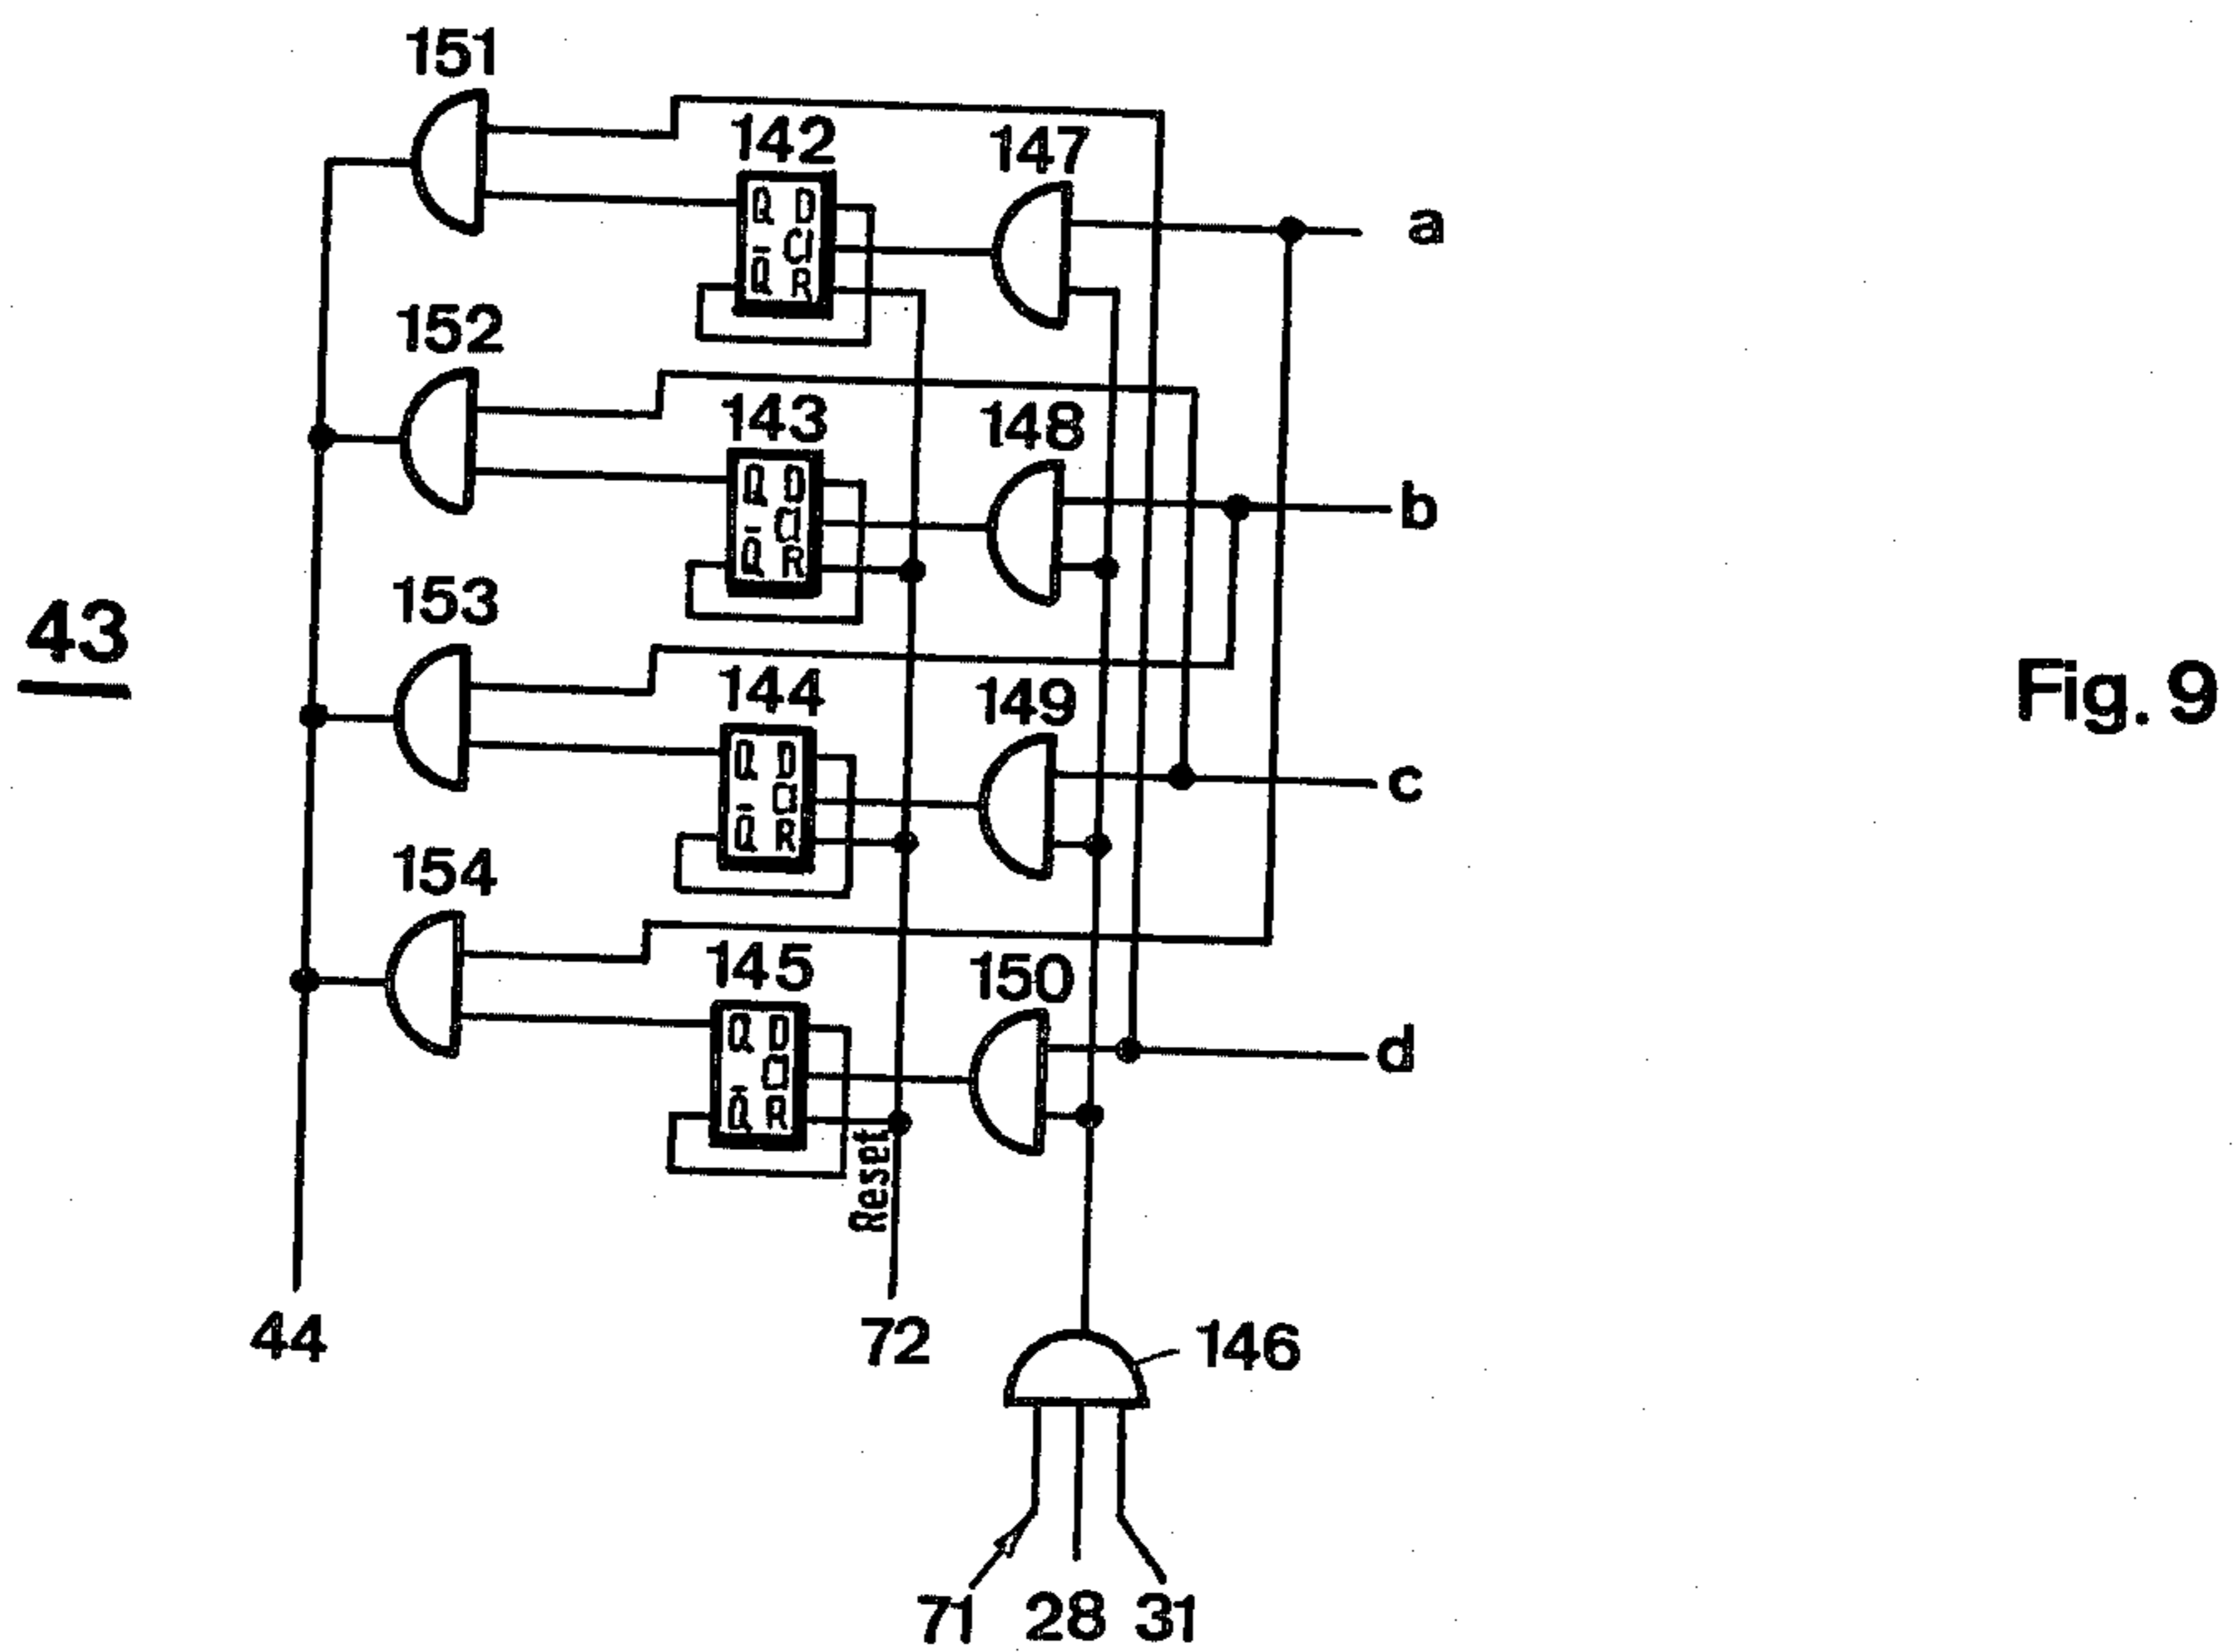 151
142
147
a
Q D
Cl
Q̄ R
152
143
148
b
Q D
Cl
Q̄ R
43
153
144
149
c
Fig. 9
Q D
Cl
Q̄ R
154
145
150
d
Q D
Cl
Q̄ R
Reset
44
72
146
71
28
31